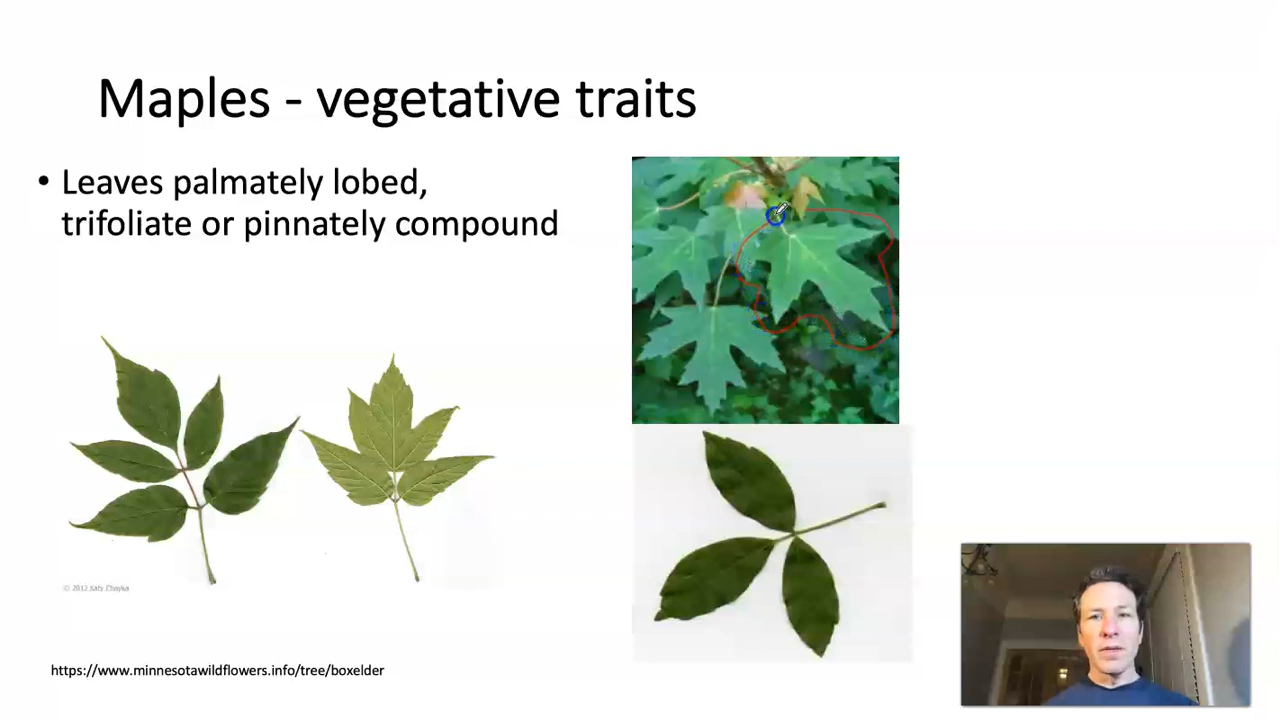 Maples - vegetative traits
• Leaves palmately lobed,
trifoliate or pinnately compound
© 2012 Katy Chayka
https://www.minnesotawildflowers.info/tree/boxelder